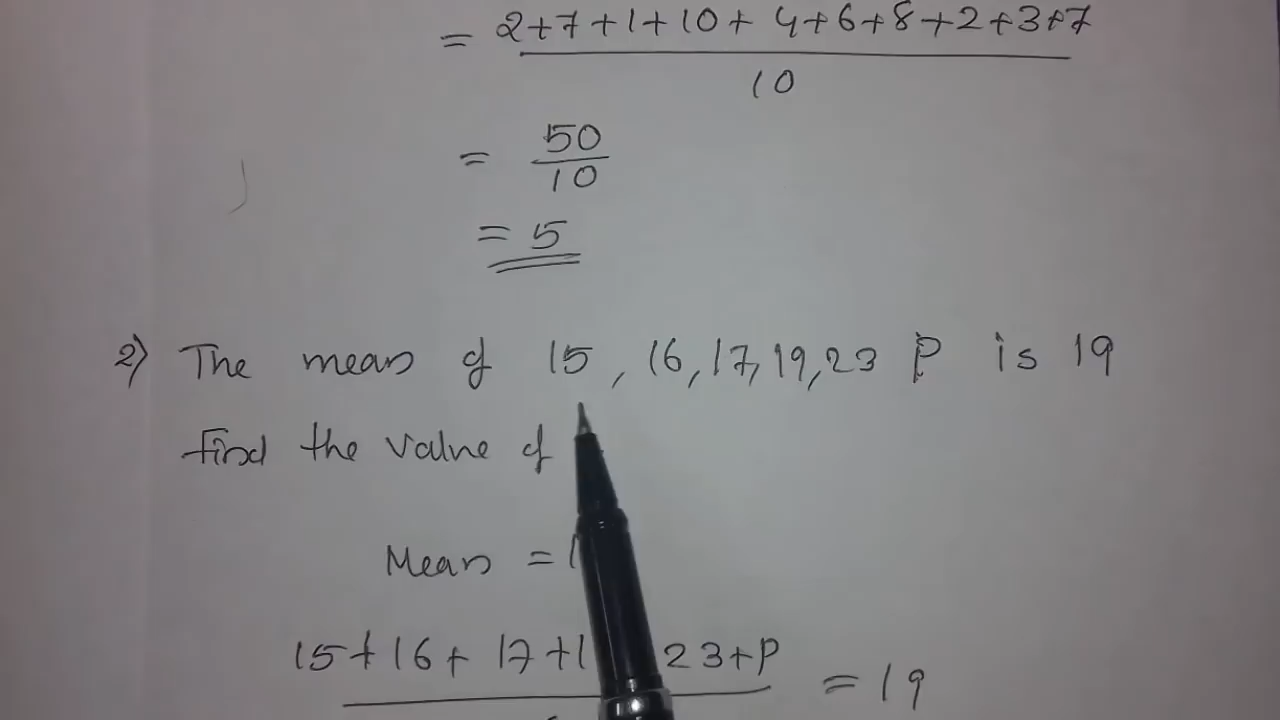 = 2+7+1+10+ 4+6+8+2+3+7
10
= 50
10
= 5
2) The mean of 15, 16, 17, 19, 23 P is 19
find the value of
Mean =
15+16+ 17+1 23+P = 19